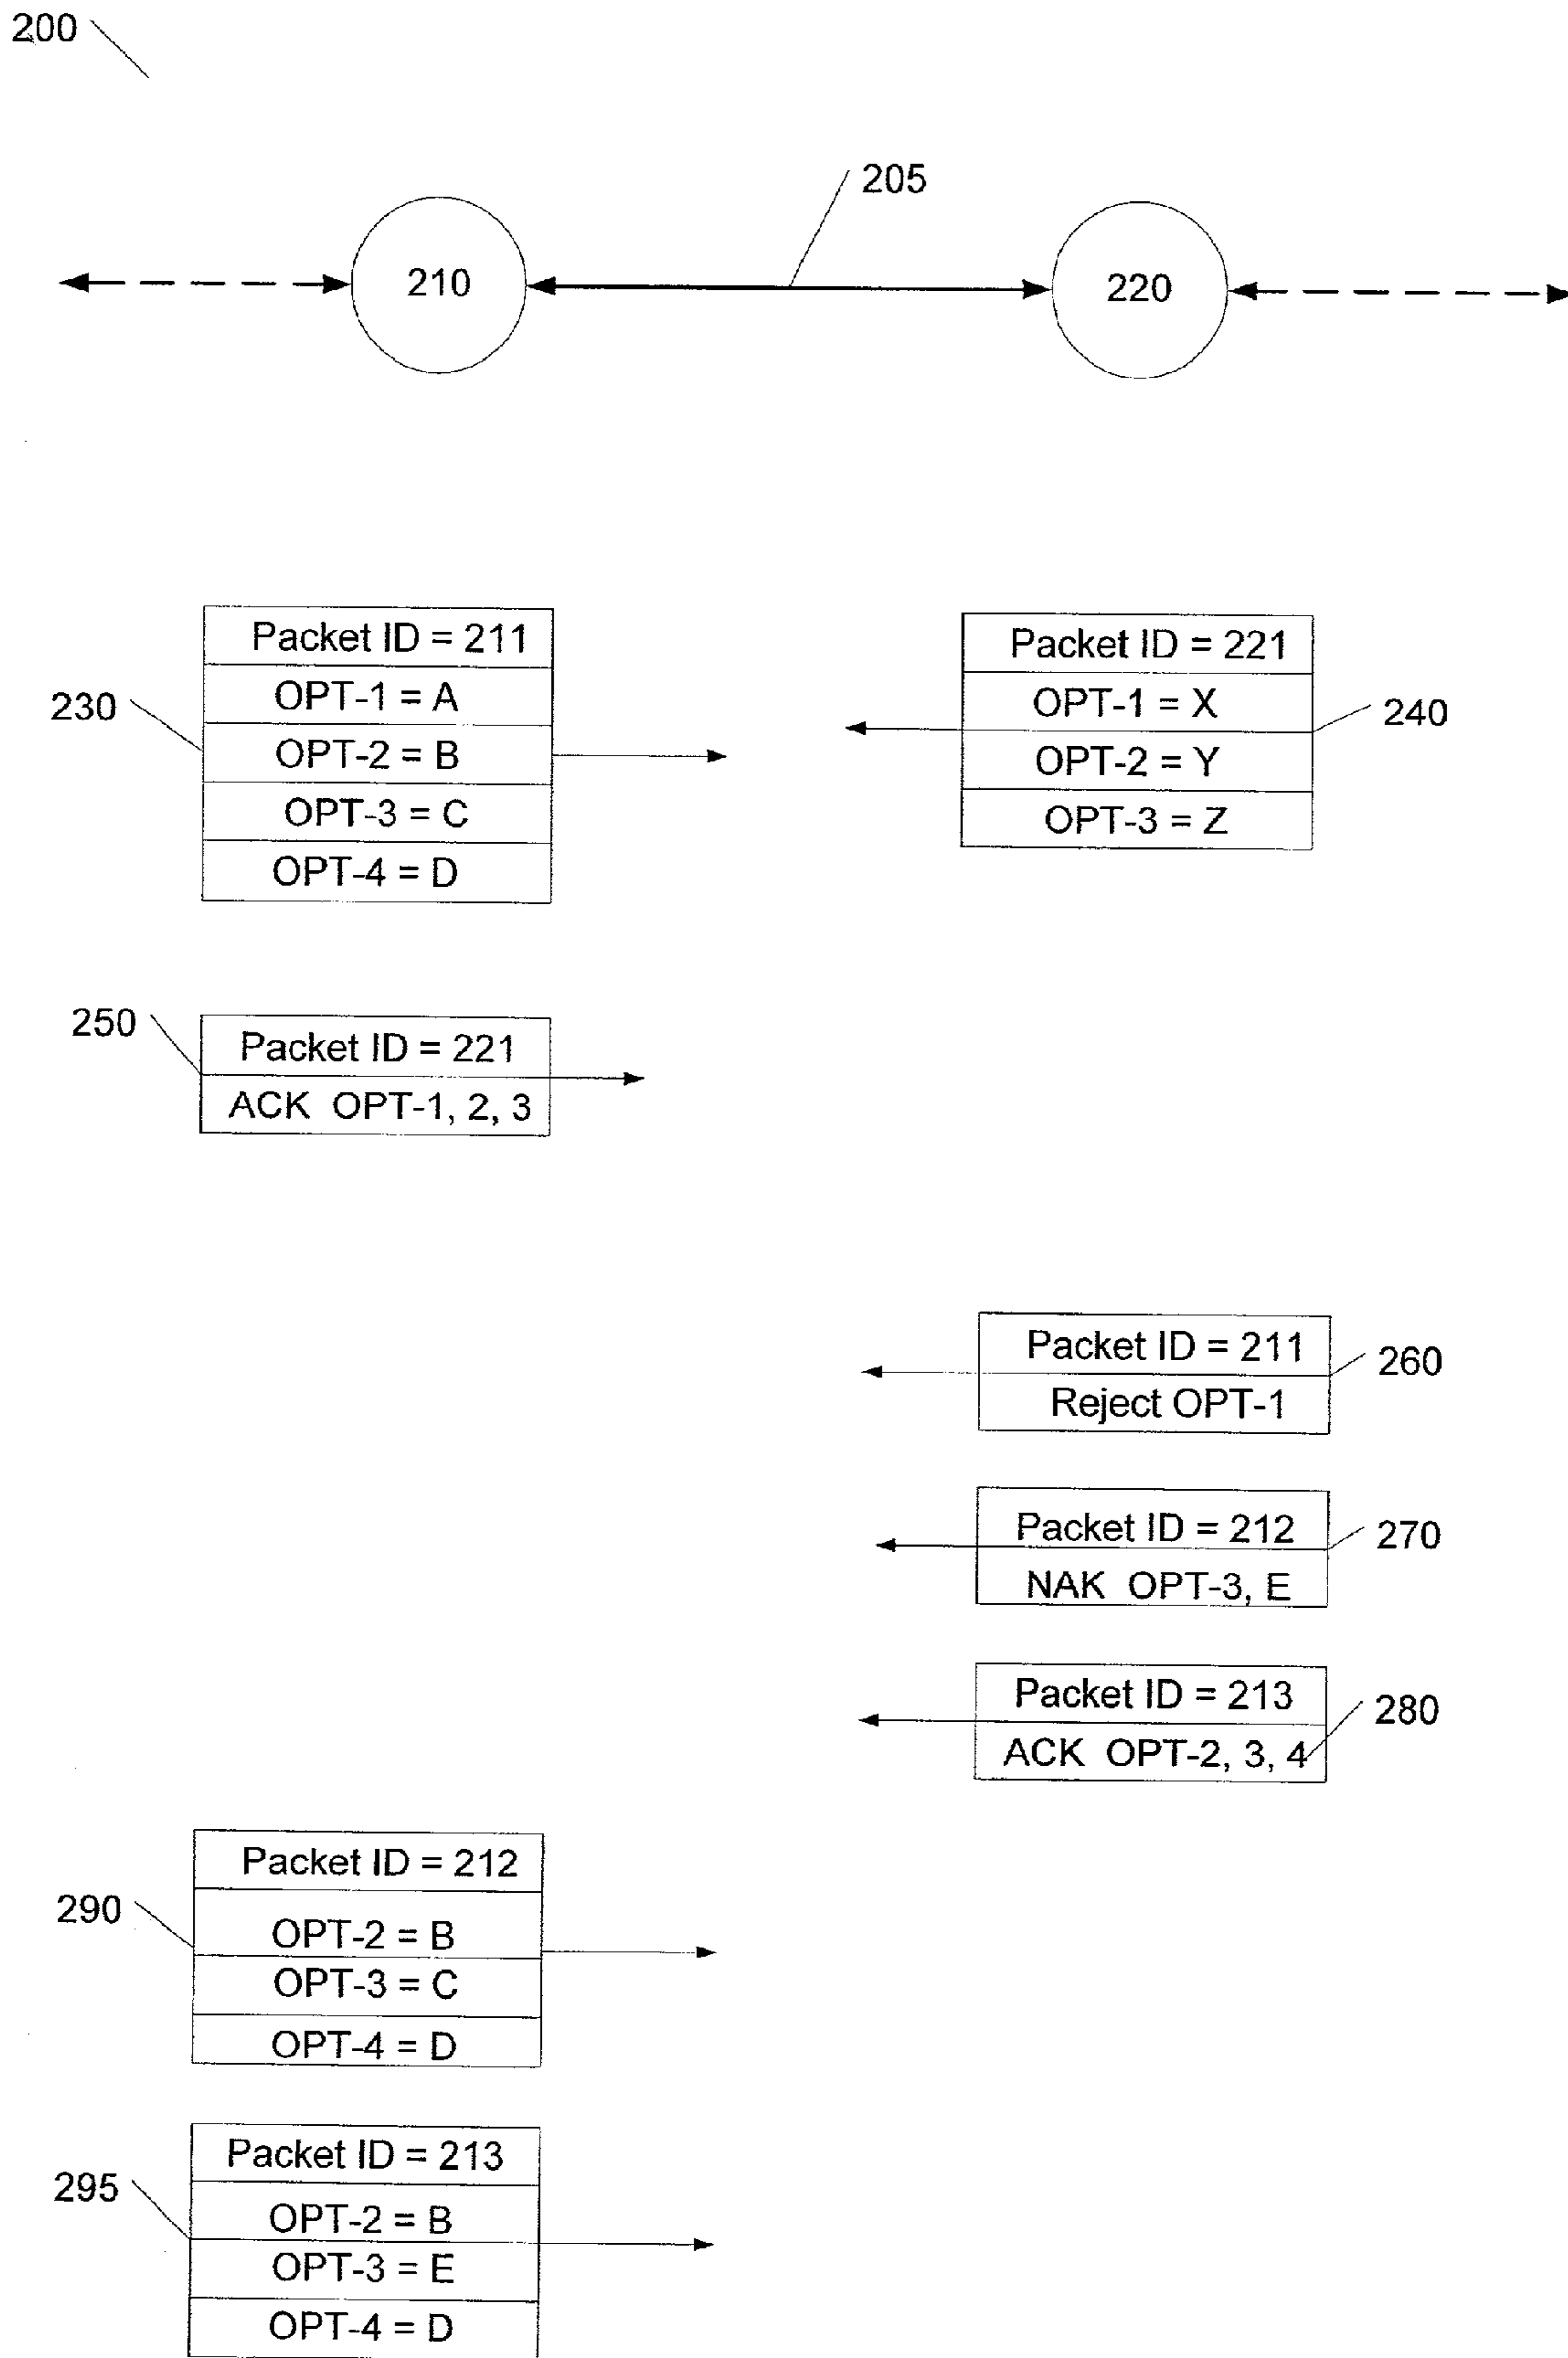 200
205
210
220
230
Packet ID = 211
OPT-1 = A
OPT-2 = B
OPT-3 = C
OPT-4 = D
Packet ID = 221
OPT-1 = X
OPT-2 = Y
OPT-3 = Z
240
250
Packet ID = 221
ACK OPT-1, 2, 3
Packet ID = 211
Reject OPT-1
260
Packet ID = 212
NAK OPT-3, E
270
Packet ID = 213
ACK OPT-2, 3, 4
280
290
Packet ID = 212
OPT-2 = B
OPT-3 = C
OPT-4 = D
295
Packet ID = 213
OPT-2 = B
OPT-3 = E
OPT-4 = D